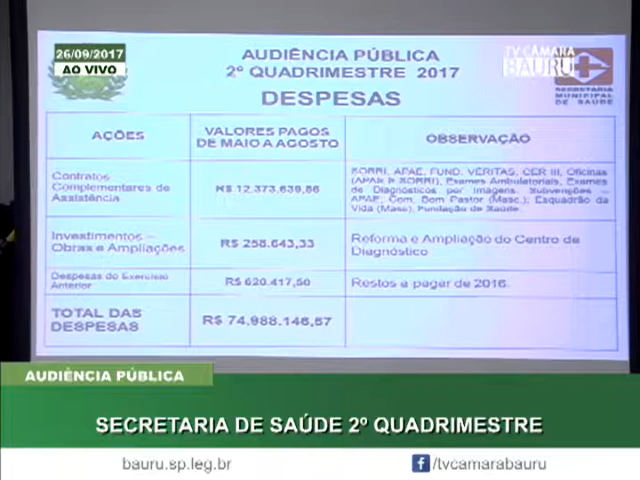 26/09/2017
AO VIVO
AUDIÊNCIA PÚBLICA
2º QUADRIMESTRE 2017
DESPESAS
TV CÂMARA
BAURU
SECRETARIA
MUNICIPAL
DE SAÚDE
AÇÕES
VALORES PAGOS
DE MAIO A AGOSTO
OBSERVAÇÃO
Contratos
Complementares de
Assistência
R$ 12.373.639,86
SORRI, APAE, FUND. VERITAS, CER III, Oficinas
(APAE e SORRI), Exames Ambulatoriais, Exames
de Diagnósticos por Imagens. Subvenções –
APAE; Com. Bom Pastor (Masc.); Esquadrão da
Vida (Masc), Fundação de Saúde.
Investimentos –
Obras e Ampliações
R$ 258.643,33
Reforma e Ampliação do Centro de
Diagnóstico
Despesas do Exercício
Anterior
R$ 620.417,50
Restos a pagar de 2016.
TOTAL DAS
DESPESAS
R$ 74.988.146,57
AUDIÊNCIA PÚBLICA
SECRETARIA DE SAÚDE 2º QUADRIMESTRE
bauru.sp.leg.br
/tvcamarabauru